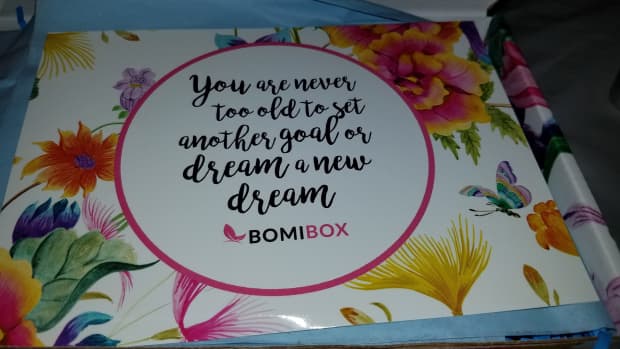 You are never
too old to set
another goal or
dream a new
dream
BOMIBOX